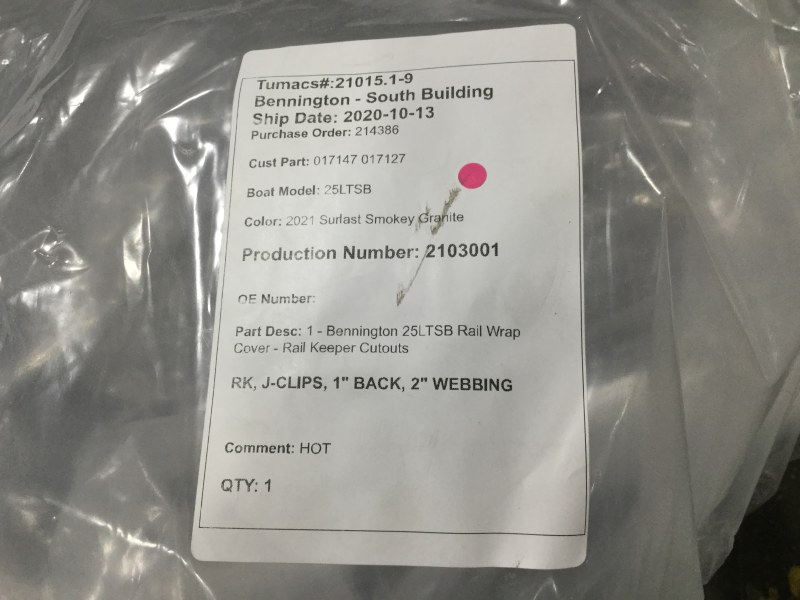 Tumacs#:21015.1-9
Bennington - South Building
Ship Date: 2020-10-13
Purchase Order: 214386
Cust Part: 017147 017127
Boat Model: 25LTSB
Color: 2021 Surlast Smokey Granite
Production Number: 2103001
OE Number:
Part Desc: 1 - Bennington 25LTSB Rail Wrap
Cover - Rail Keeper Cutouts
RK, J-CLIPS, 1" BACK, 2" WEBBING
Comment: HOT
QTY: 1